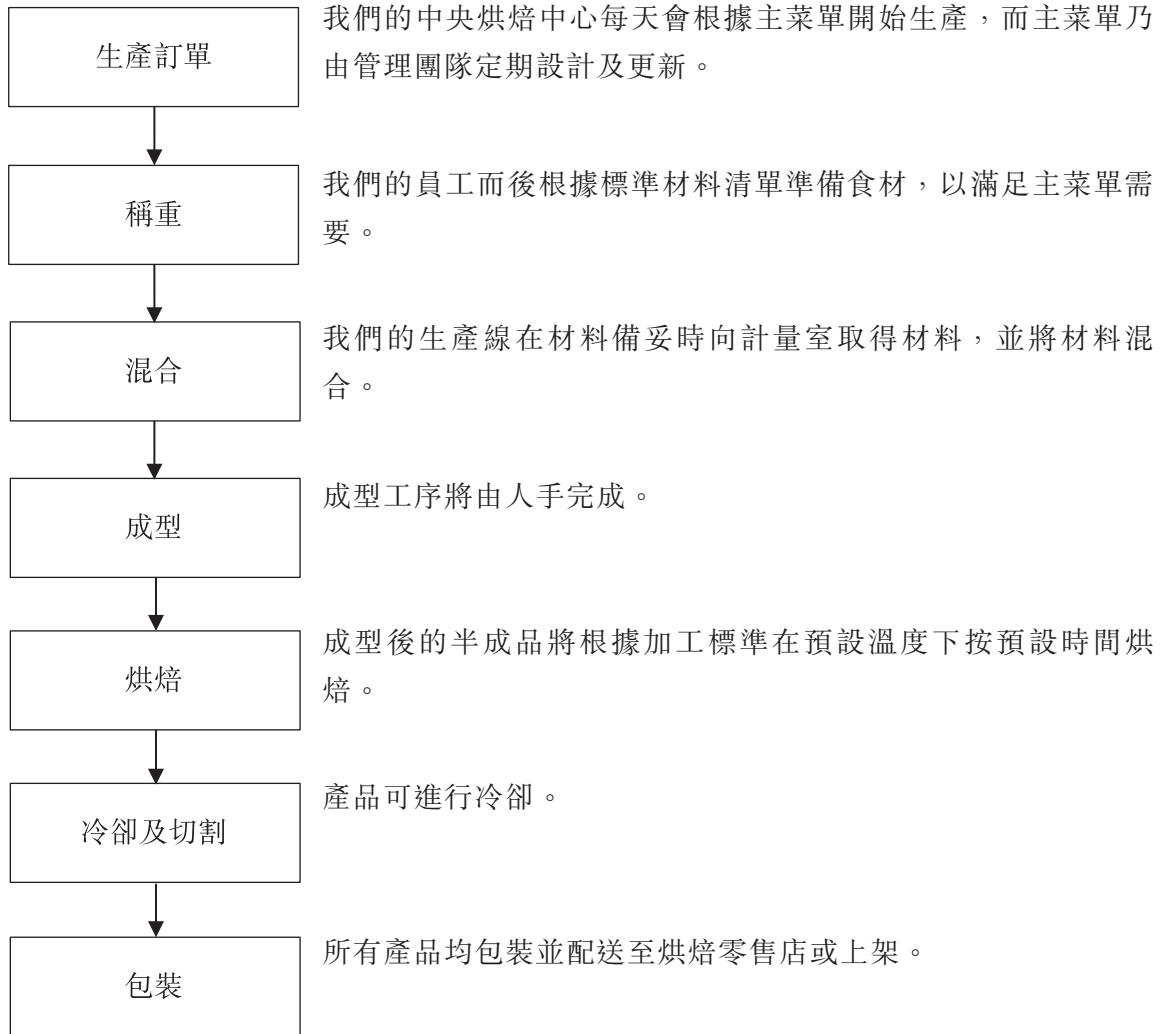 生產訂單
我們的中央烘焙中心每天會根據主菜單開始生產，而主菜單乃
由管理團隊定期設計及更新。
稱重
我們的員工而後根據標準材料清單準備食材，以滿足主菜單需
要。
混合
我們的生產線在材料備妥時向計量室取得材料，並將材料混
合。
成型
成型工序將由人手完成。
烘焙
成型後的半成品將根據加工標準在預設溫度下按預設時間烘
焙。
冷卻及切割
產品可進行冷卻。
包裝
所有產品均包裝並配送至烘焙零售店或上架。